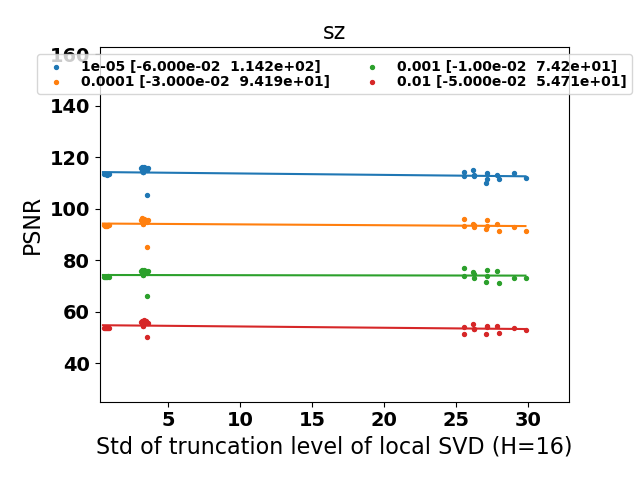 sz
1e-05 [-6.000e-02  1.142e+02]
0.0001 [-3.000e-02  9.419e+01]
0.001 [-1.00e-02  7.42e+01]
0.01 [-5.000e-02  5.471e+01]
PSNR
160
140
120
100
80
60
40
5 10 15 20 25 30
Std of truncation level of local SVD (H=16)